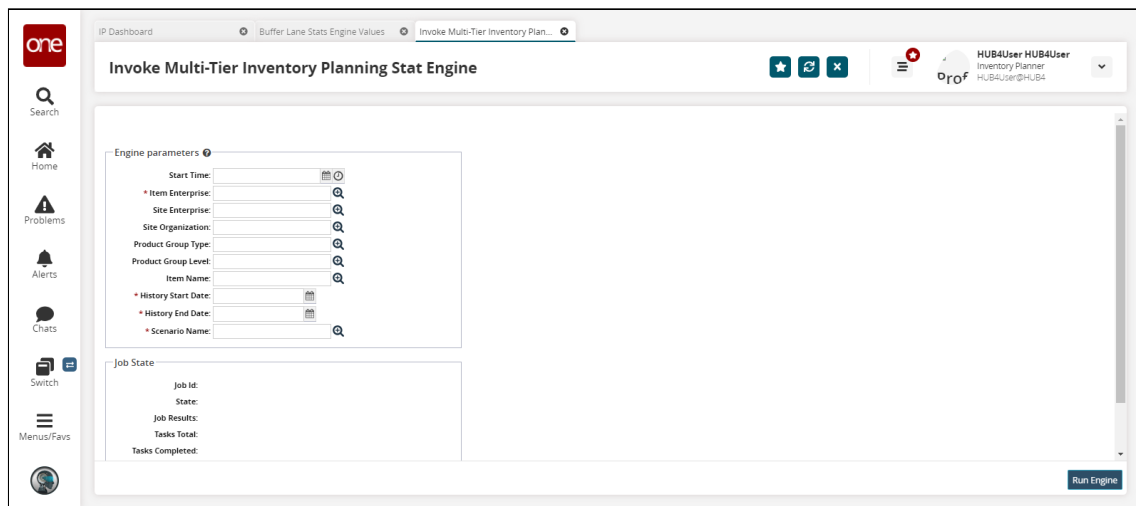 one
IP Dashboard
Buffer Lane Stats Engine Values
Invoke Multi-Tier Inventory Plan...
Invoke Multi-Tier Inventory Planning Stat Engine
Prof
HUB4User HUB4User
Inventory Planner
HUB4User@HUB4
Search
Home
Problems
Alerts
Chats
Switch
Menus/Favs
Engine parameters
Start Time:
* Item Enterprise:
Site Enterprise:
Site Organization:
Product Group Type:
Product Group Level:
Item Name:
* History Start Date:
* History End Date:
* Scenario Name:
Job State
Job Id:
State:
Job Results:
Tasks Total:
Tasks Completed:
Run Engine